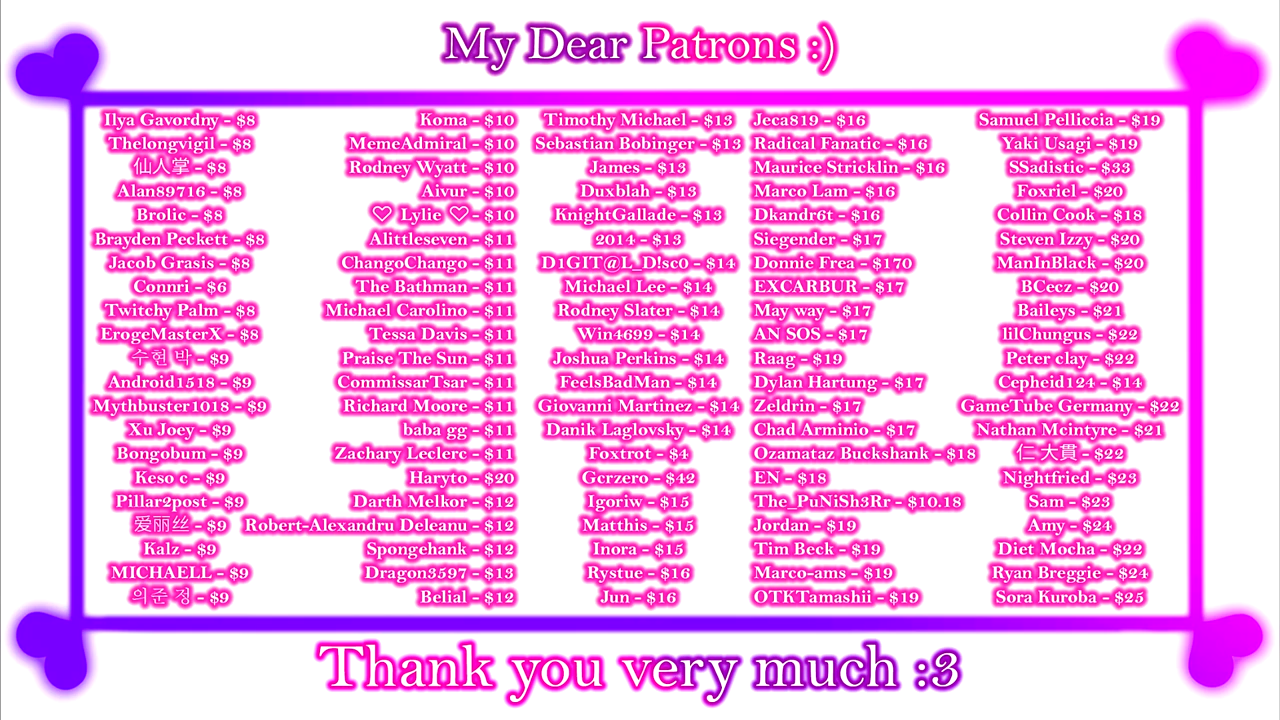 My Dear Patrons :)
Ilya Gavordny - $8
Thelongvigil - $8
仙人掌 - $8
Alan89716 - $8
Brolic - $8
Brayden Peckett - $8
Jacob Grasis - $8
Connri - $6
Twitchy Palm - $8
ErogeMasterX - $8
수현 박 - $9
Android1518 - $9
Mythbuster1018 - $9
Xu Joey - $9
Bongobum - $9
Keso c - $9
Pillar2post - $9
爱丽丝 - $9
Kalz - $9
MICHAELL - $9
의준 정 - $9
Koma - $10
MemeAdmiral - $10
Rodney Wyatt - $10
Aivur - $10
♡ Lylie ♡ - $10
Alittleseven - $11
ChangoChango - $11
The Bathman - $11
Michael Carolino - $11
Tessa Davis - $11
Praise The Sun - $11
CommissarTsar - $11
Richard Moore - $11
baba gg - $11
Zachary Leclerc - $11
Haryto - $20
Darth Melkor - $12
Robert-Alexandru Deleanu - $12
Spongehank - $12
Dragon3597 - $13
Belial - $12
Timothy Michael - $13
Sebastian Bobinger - $13
James - $13
Duxblah - $13
KnightGallade - $13
2014 - $13
D1GIT@L_D!sc0 - $14
Michael Lee - $14
Rodney Slater - $14
Win4699 - $14
Joshua Perkins - $14
FeelsBadMan - $14
Giovanni Martinez - $14
Danik Laglovsky - $14
Foxtrot - $4
Gcrzero - $42
Igoriw - $15
Matthis - $15
Inora - $15
Rystue - $16
Jun - $16
Jeca819 - $16
Radical Fanatic - $16
Maurice Stricklin - $16
Marco Lam - $16
Dkandr6t - $16
Siegender - $17
Donnie Frea - $170
EXCARBUR - $17
May way - $17
AN SOS - $17
Raag - $19
Dylan Hartung - $17
Zeldrin - $17
Chad Arminio - $17
Ozamataz Buckshank - $18
EN - $18
The_PuNiSh3Rr - $10.18
Jordan - $19
Tim Beck - $19
Marco-ams - $19
OTKTamashii - $19
Samuel Pelliccia - $19
Yaki Usagi - $19
SSadistic - $33
Foxriel - $20
Collin Cook - $18
Steven Izzy - $20
ManInBlack - $20
BCecz - $20
Baileys - $21
lilChungus - $22
Peter clay - $22
Cepheid124 - $14
GameTube Germany - $22
Nathan Mcintyre - $21
仁 大貫 - $22
Nightfried - $23
Sam - $23
Amy - $24
Diet Mocha - $22
Ryan Breggie - $24
Sora Kuroba - $25
Thank you very much :3